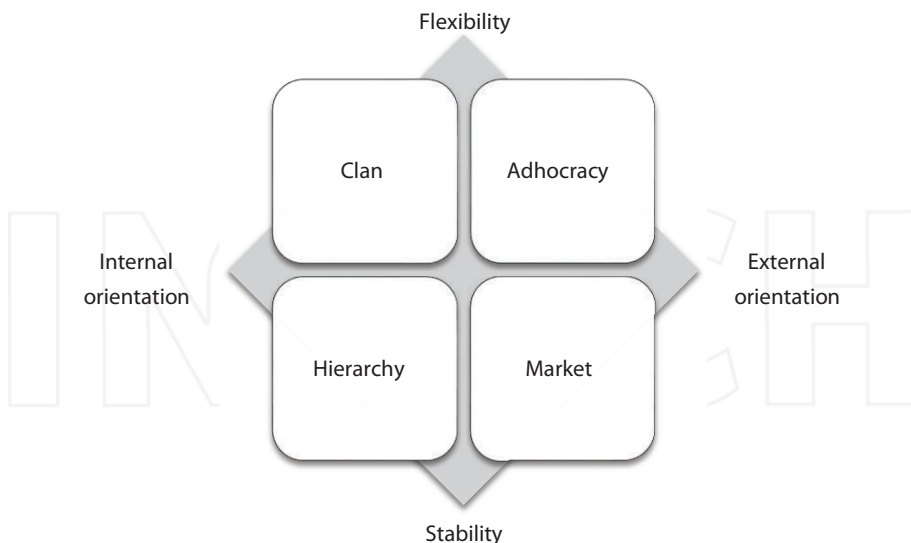 Flexibility
Clan
Adhocracy
Internal
orientation
External
orientation
Hierarchy
Market
Stability